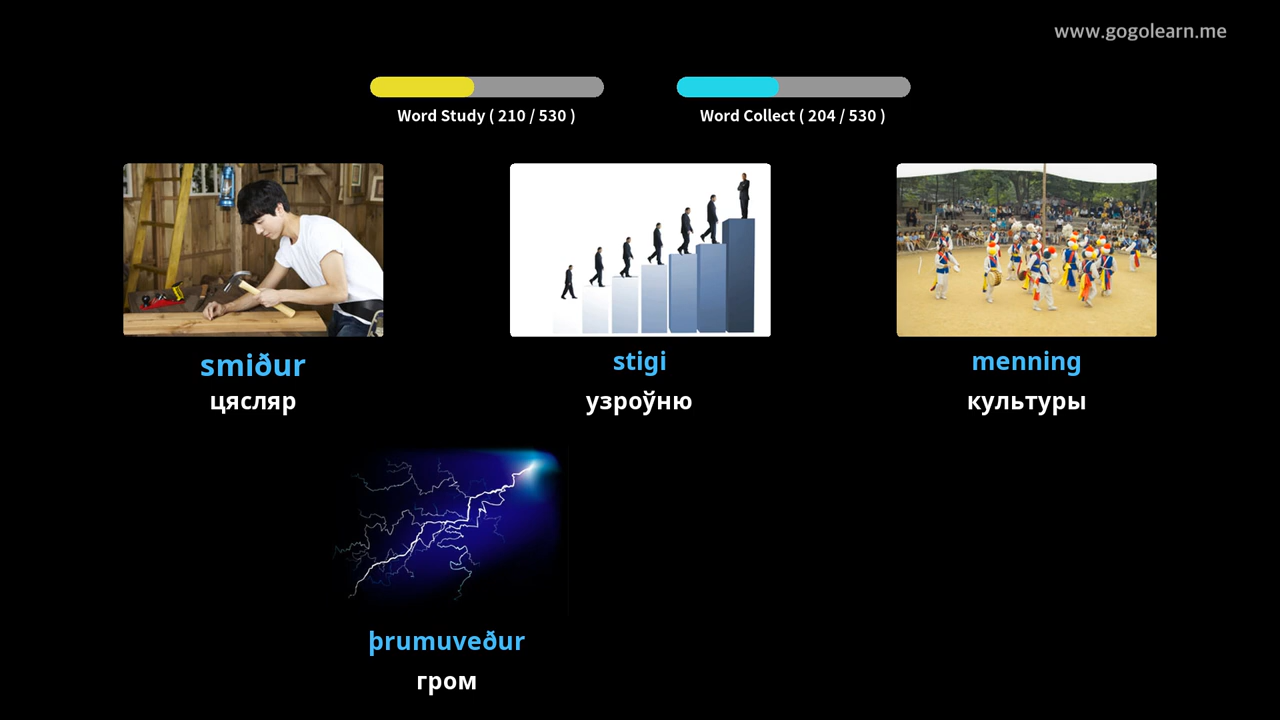 www.gogolearn.me
Word Study ( 210 / 530 )
Word Collect ( 204 / 530 )
smiður
цясляр
stigi
узроўню
menning
культуры
þrumuveður
гром